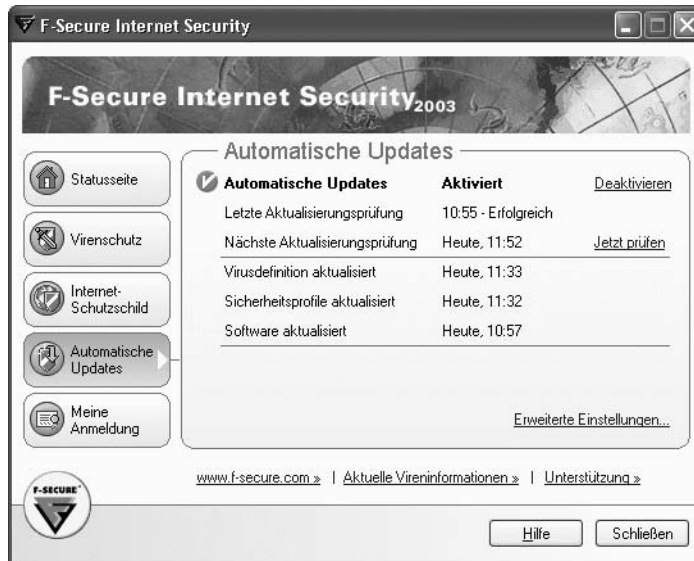 F-Secure Internet Security
F-Secure Internet Security 2003
Automatische Updates
Statusseite
Virenschutz
Internet-
Schutzschild
Automatische
Updates
Meine
Anmeldung
Automatische Updates Aktiviert Deaktivieren
Letzte Aktualisierungsprüfung 10:55 - Erfolgreich
Nächste Aktualisierungsprüfung Heute, 11:52 Jetzt prüfen
Virusdefinition aktualisiert Heute, 11:33
Sicherheitsprofile aktualisiert Heute, 11:32
Software aktualisiert Heute, 10:57
Erweiterte Einstellungen...
www.f-secure.com » | Aktuelle Vireninformationen » | Unterstützung »
F-SECURE®
Hilfe Schließen